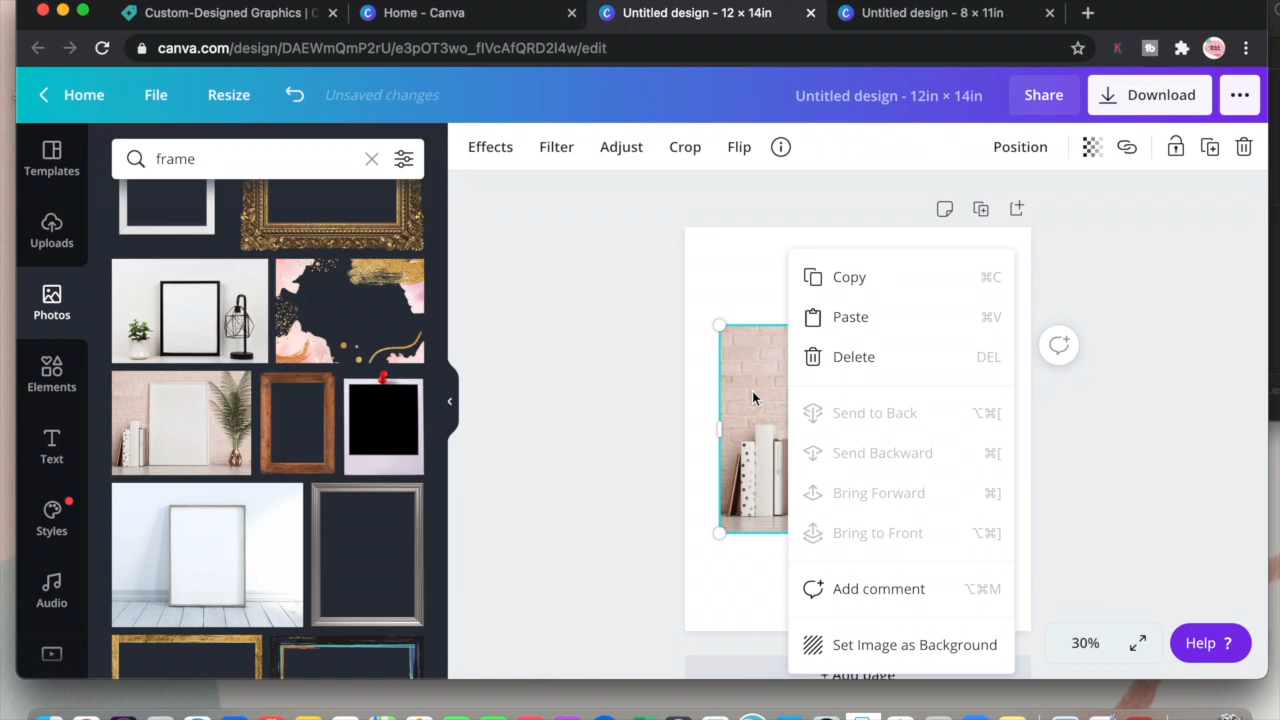 Custom-Designed Graphics | C
Home - Canva
Untitled design - 12 × 14in
Untitled design - 8 × 11in
canva.com/design/DAEWmQmP2rU/e3pOT3wo_fIVcAfQRD2l4w/edit
Home
File
Resize
Unsaved changes
Untitled design - 12in × 14in
Share
Download
Templates
Uploads
Photos
Elements
Text
Styles
Audio
frame
Effects
Filter
Adjust
Crop
Flip
Position
Copy ⌘C
Paste ⌘V
Delete DEL
Send to Back ⌥⌘[
Send Backward ⌘[
Bring Forward ⌘]
Bring to Front ⌥⌘]
Add comment ⌥⌘M
Set Image as Background
+ Add page
30%
Help ?